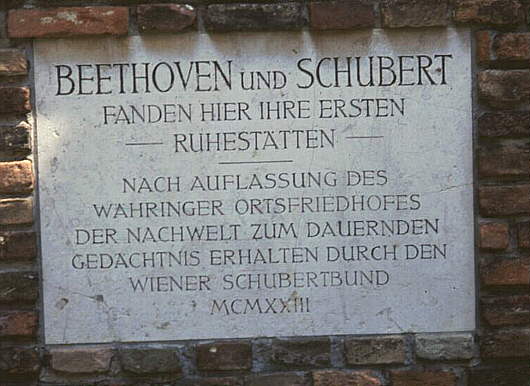 BEETHOVEN UND SCHUBERT
FANDEN HIER IHRE ERSTEN
— RUHESTÄTTEN —
NACH AUFLASSUNG DES
WÄHRINGER ORTSFRIEDHOFES
DER NACHWELT ZUM DAUERNDEN
GEDÄCHTNIS ERHALTEN DURCH DEN
WIENER SCHUBERTBUND
MCMXXIII